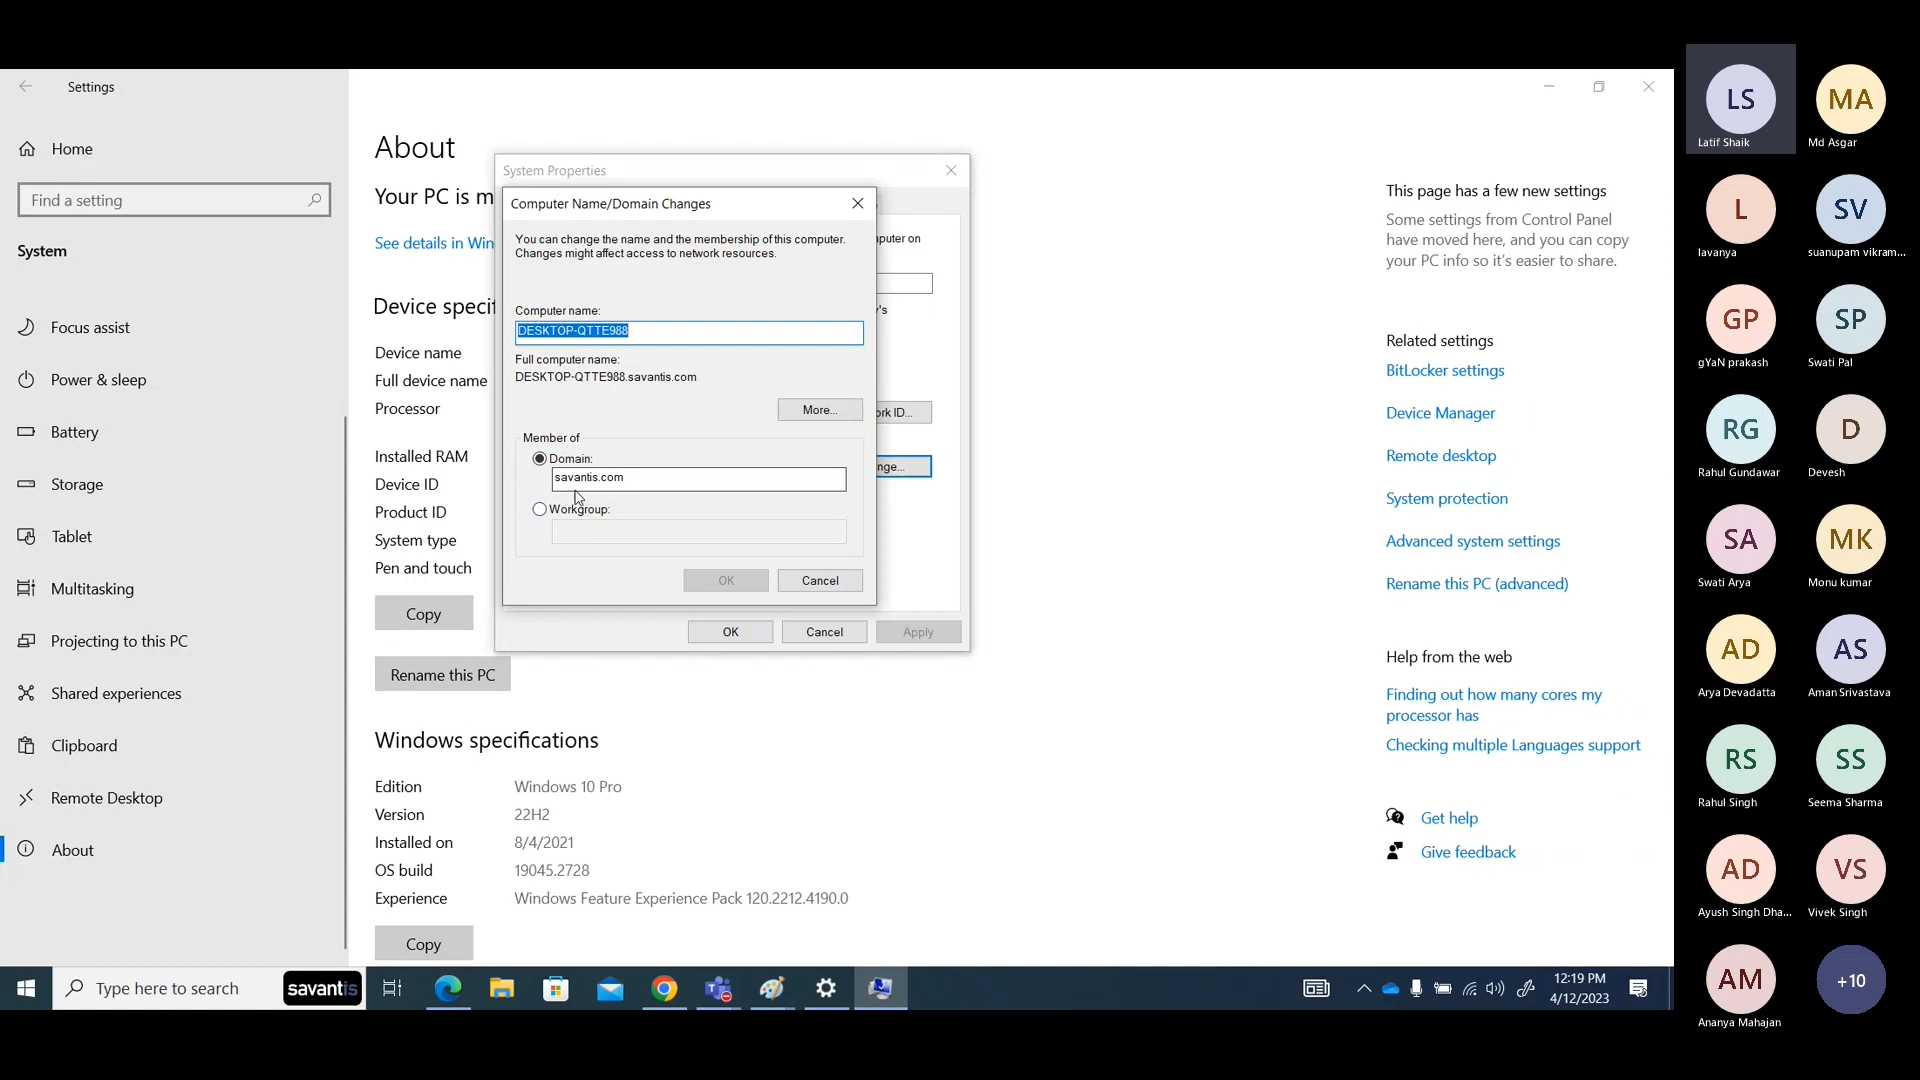 Settings
Home
Find a setting
System
Focus assist
Power & sleep
Battery
Storage
Tablet
Multitasking
Projecting to this PC
Shared experiences
Clipboard
Remote Desktop
About
About
Your PC is m
See details in Win
Device specif
Device name
Full device name
Processor
Installed RAM
Device ID
Product ID
System type
Pen and touch
Copy
Rename this PC
Windows specifications
Edition Windows 10 Pro
Version 22H2
Installed on 8/4/2021
OS build 19045.2728
Experience Windows Feature Experience Pack 120.2212.4190.0
Copy
System Properties
Computer Name/Domain Changes
You can change the name and the membership of this computer.
Changes might affect access to network resources.
Computer name:
DESKTOP-QTTE988
Full computer name:
DESKTOP-QTTE988.savantis.com
More...
Member of
Domain:
savantis.com
Workgroup:
OK Cancel
puter on
's
ork ID...
nge...
OK Cancel Apply
This page has a few new settings
Some settings from Control Panel
have moved here, and you can copy
your PC info so it's easier to share.
Related settings
BitLocker settings
Device Manager
Remote desktop
System protection
Advanced system settings
Rename this PC (advanced)
Help from the web
Finding out how many cores my
processor has
Checking multiple Languages support
Get help
Give feedback
Type here to search
savantis
12:19 PM
4/12/2023
LS MA
Latif Shaik Md Asgar
L SV
lavanya suanupam vikram...
GP SP
gYaN prakash Swati Pal
RG D
Rahul Gundawar Devesh
SA MK
Swati Arya Monu kumar
AD AS
Arya Devadatta Aman Srivastava
RS SS
Rahul Singh Seema Sharma
AD VS
Ayush Singh Dha... Vivek Singh
AM +10
Ananya Mahajan